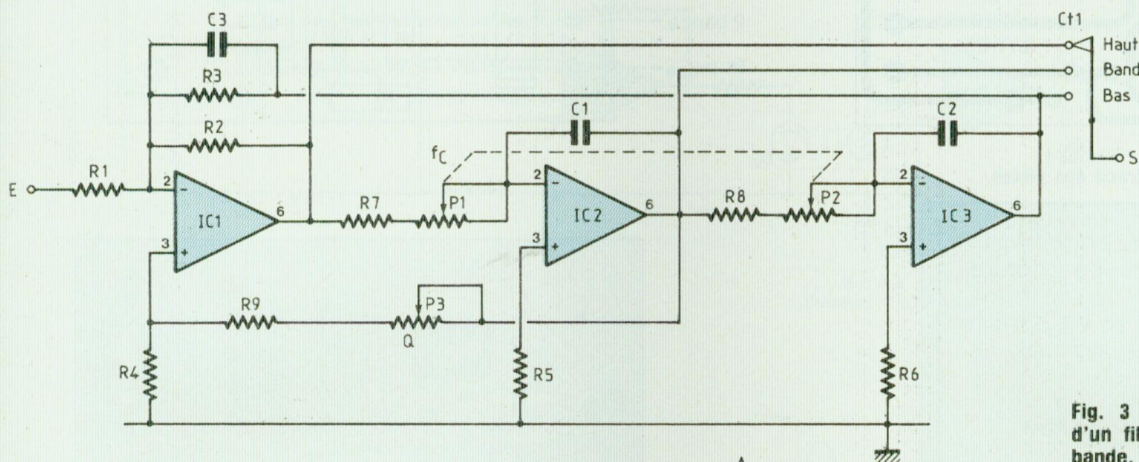 C3
Ct1
Haut
R3
Band
C1
Bas
C2
R2
fC
S
E
R1
2
-
2
-
2
-
P1
P2
IC1
6
R7
IC2
6
R8
IC3
6
3
+
3
+
3
+
R9
P3
Q
R4
R5
R6
Fig. 3
d'un fil
bande.